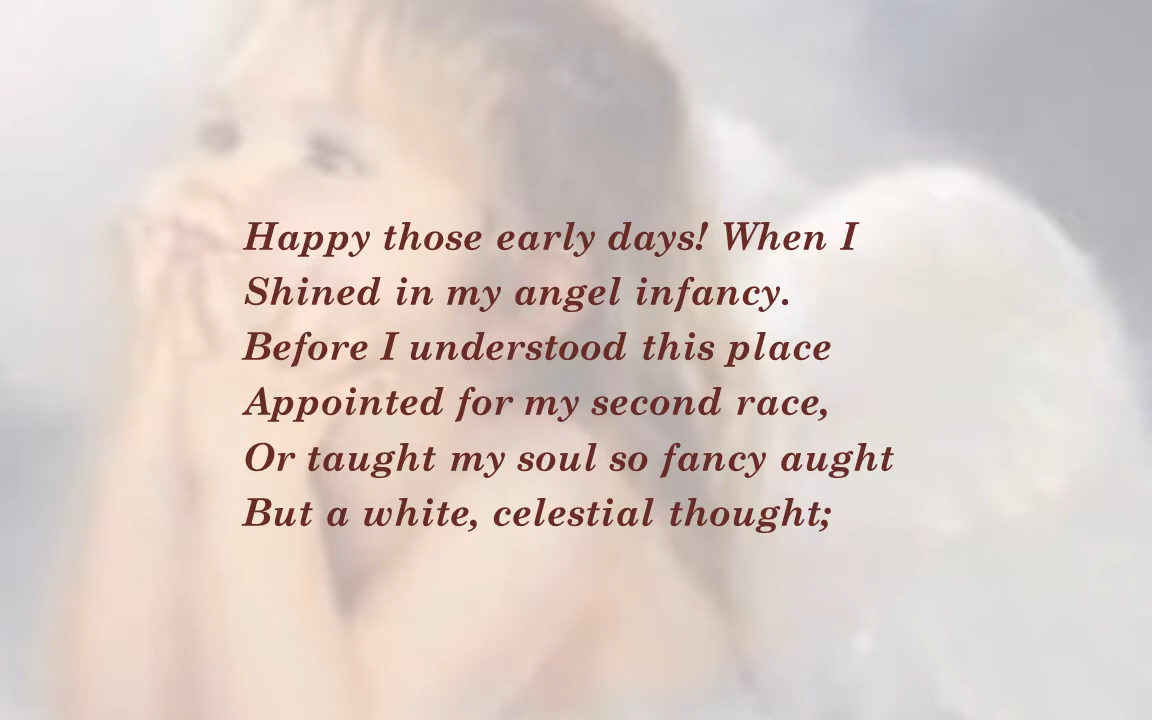 Happy those early days! When I
Shined in my angel infancy.
Before I understood this place
Appointed for my second race,
Or taught my soul so fancy aught
But a white, celestial thought;